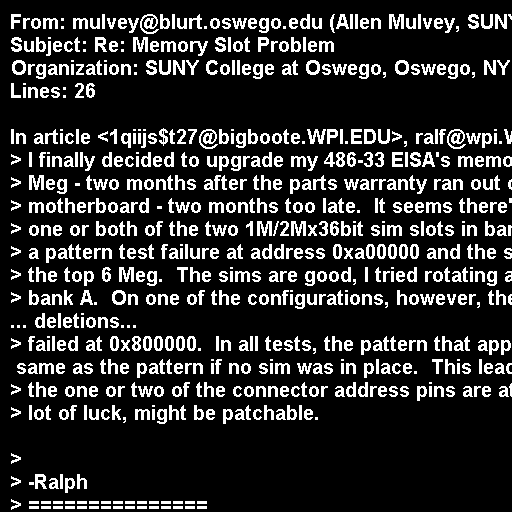 From: mulvey@blurt.oswego.edu (Allen Mulvey, SUNY
Subject: Re: Memory Slot Problem
Organization: SUNY College at Oswego, Oswego, NY
Lines: 26

In article <1qiijs$t27@bigboote.WPI.EDU>, ralf@wpi.W
> I finally decided to upgrade my 486-33 EISA's memo
> Meg - two months after the parts warranty ran out o
> motherboard - two months too late.  It seems there'
> one or both of the two 1M/2Mx36bit sim slots in ban
> a pattern test failure at address 0xa00000 and the s
> the top 6 Meg.  The sims are good, I tried rotating a
> bank A.  On one of the configurations, however, the
... deletions...
> failed at 0x800000.  In all tests, the pattern that app
 same as the pattern if no sim was in place.  This lead
> the one or two of the connector address pins are at
> lot of luck, might be patchable.

>
> -Ralph
> ===============